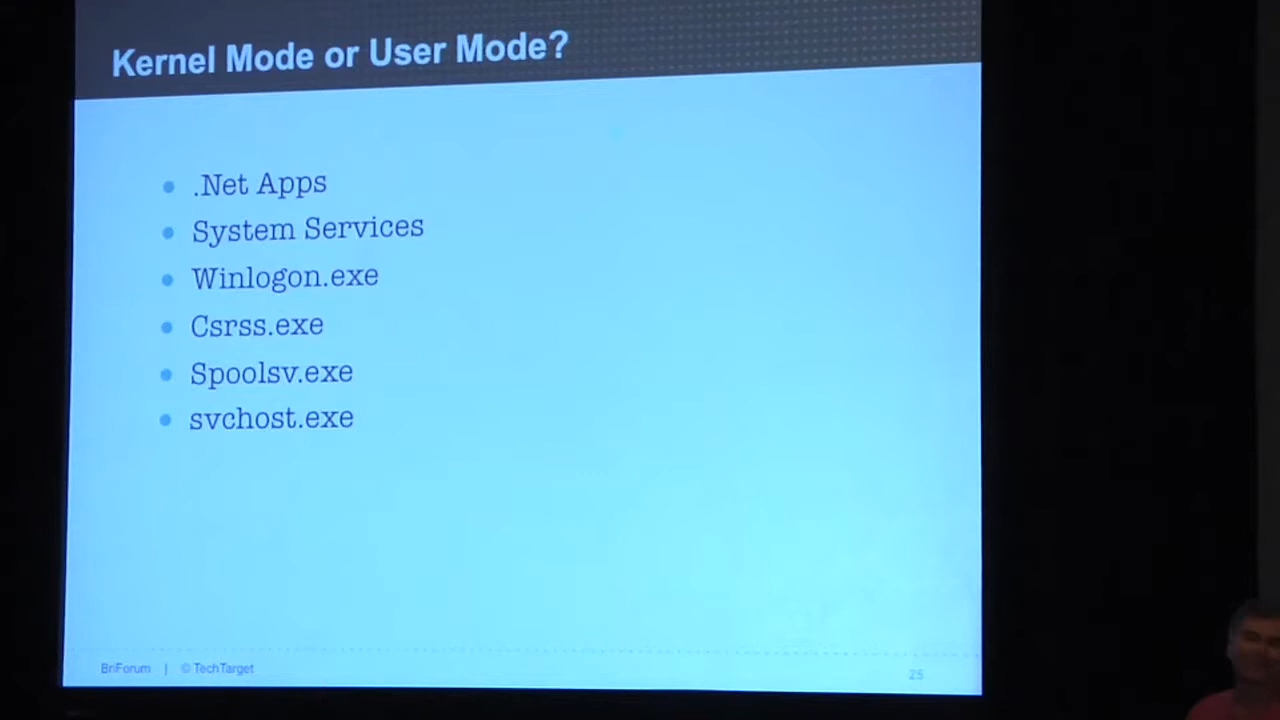 Kernel Mode or User Mode?
.Net Apps
System Services
Winlogon.exe
Csrss.exe
Spoolsv.exe
svchost.exe
BriForum | © TechTarget
25